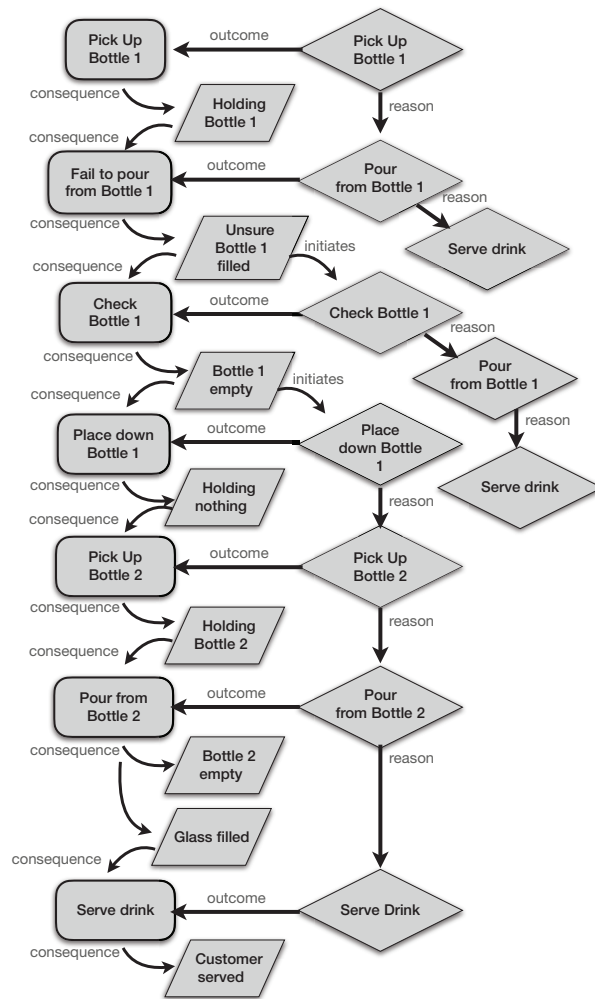 Pick Up
Bottle 1
outcome
Pick Up
Bottle 1
consequence
Holding
Bottle 1
reason
consequence
Fail to pour
from Bottle 1
outcome
Pour
from Bottle 1
reason
Serve drink
consequence
Unsure
Bottle 1
filled
initiates
consequence
Check
Bottle 1
outcome
Check Bottle 1
reason
Pour
from Bottle 1
consequence
Bottle 1
empty
initiates
consequence
reason
Place down
Bottle 1
outcome
Place
down Bottle
1
Serve drink
consequence
Holding
nothing
reason
consequence
Pick Up
Bottle 2
outcome
Pick Up
Bottle 2
consequence
Holding
Bottle 2
reason
consequence
Pour from
Bottle 2
outcome
Pour
from Bottle 2
consequence
Bottle 2
empty
reason
Glass filled
consequence
Serve drink
outcome
Serve Drink
consequence
Customer
served